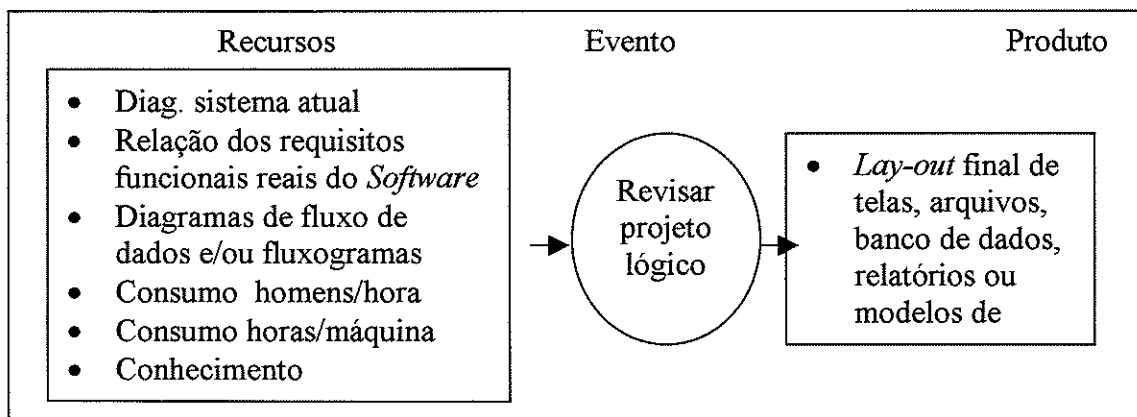 Recursos Evento Produto
• Diag. sistema atual
• Relação dos requisitos
funcionais reais do Software
• Diagramas de fluxo de
dados e/ou fluxogramas
• Consumo homens/hora
• Consumo horas/máquina
• Conhecimento
Revisar
projeto
lógico
• Lay-out final de
telas, arquivos,
banco de dados,
relatórios ou
modelos de